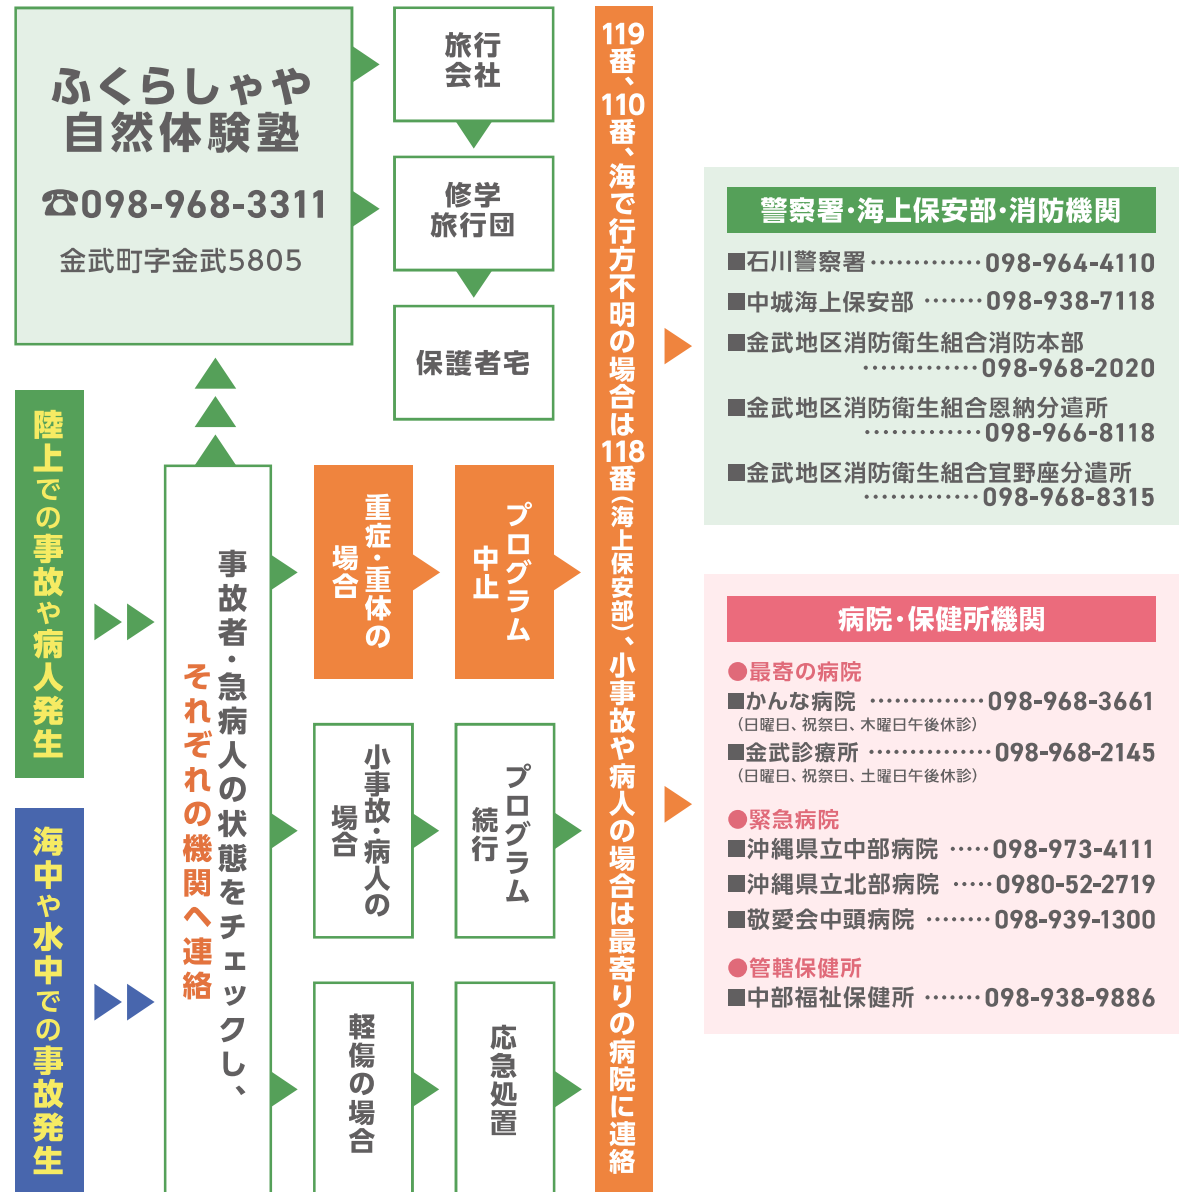 ふくらしゃや
自然体験塾
☎098-968-3311
金武町字金武5805
旅行
会社
修学
旅行団
保護者宅
陸上での事故や病人発生
海中や水中での事故発生
事故者・急病人の状態をチェックし、
それぞれの機関へ連絡
重症・重体の
場合
プログラム
中止
小事故・病人の
場合
プログラム
続行
軽傷の場合
応急処置
119番、110番、海で行方不明の場合は118番(海上保安部)、小事故や病人の場合は最寄りの病院に連絡
警察署・海上保安部・消防機関
■石川警察署 ············· 098-964-4110
■中城海上保安部 ······· 098-938-7118
■金武地区消防衛生組合消防本部
············· 098-968-2020
■金武地区消防衛生組合恩納分遣所
············· 098-966-8118
■金武地区消防衛生組合宜野座分遣所
············· 098-968-8315
病院・保健所機関
●最寄の病院
■かんな病院 ·············· 098-968-3661
(日曜日、祝祭日、木曜日午後休診)
■金武診療所 ··············· 098-968-2145
(日曜日、祝祭日、土曜日午後休診)
●緊急病院
■沖縄県立中部病院 ····· 098-973-4111
■沖縄県立北部病院 ····· 0980-52-2719
■敬愛会中頭病院 ········ 098-939-1300
●管轄保健所
■中部福祉保健所 ······· 098-938-9886